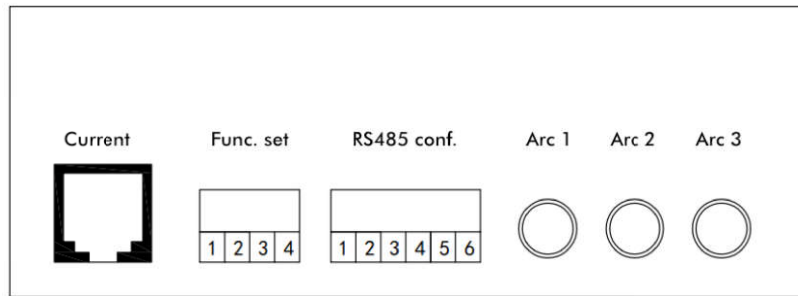 Current Func. set RS485 conf. Arc 1 Arc 2 Arc 3
1 2 3 4 1 2 3 4 5 6